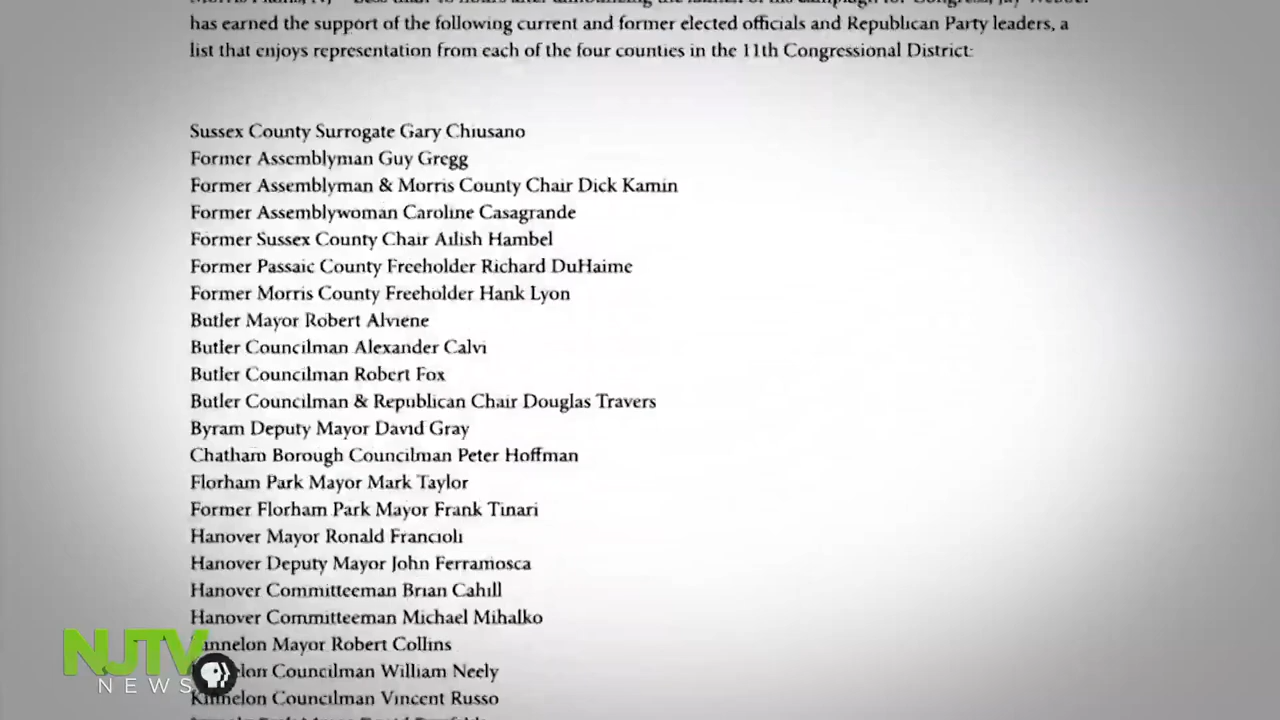 has earned the support of the following current and former elected officials and Republican Party leaders, a
list that enjoys representation from each of the four counties in the 11th Congressional District:
Sussex County Surrogate Gary Chiusano
Former Assemblyman Guy Gregg
Former Assemblyman & Morris County Chair Dick Kamin
Former Assemblywoman Caroline Casagrande
Former Sussex County Chair Ailish Hambel
Former Passaic County Freeholder Richard DuHaime
Former Morris County Freeholder Hank Lyon
Butler Mayor Robert Alviene
Butler Councilman Alexander Calvi
Butler Councilman Robert Fox
Butler Councilman & Republican Chair Douglas Travers
Byram Deputy Mayor David Gray
Chatham Borough Councilman Peter Hoffman
Florham Park Mayor Mark Taylor
Former Florham Park Mayor Frank Tinari
Hanover Mayor Ronald Francioli
Hanover Deputy Mayor John Ferramosca
Hanover Committeeman Brian Cahill
Hanover Committeeman Michael Mihalko
Mayor Robert Collins
Councilman William Neely
Kinnelon Councilman Vincent Russo
NJTV
NEWS